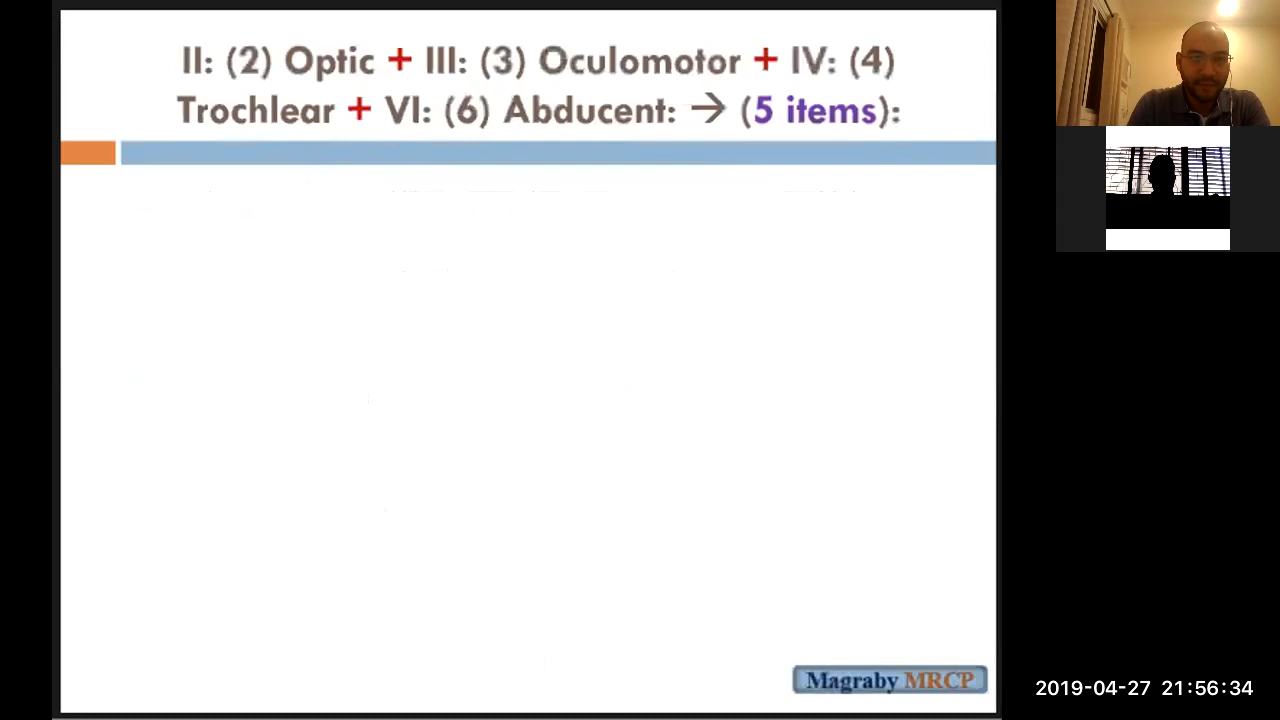 II: (2) Optic + III: (3) Oculomotor + IV: (4)
Trochlear + VI: (6) Abducent: → (5 items):
Magraby MRCP
2019-04-27 21:56:34